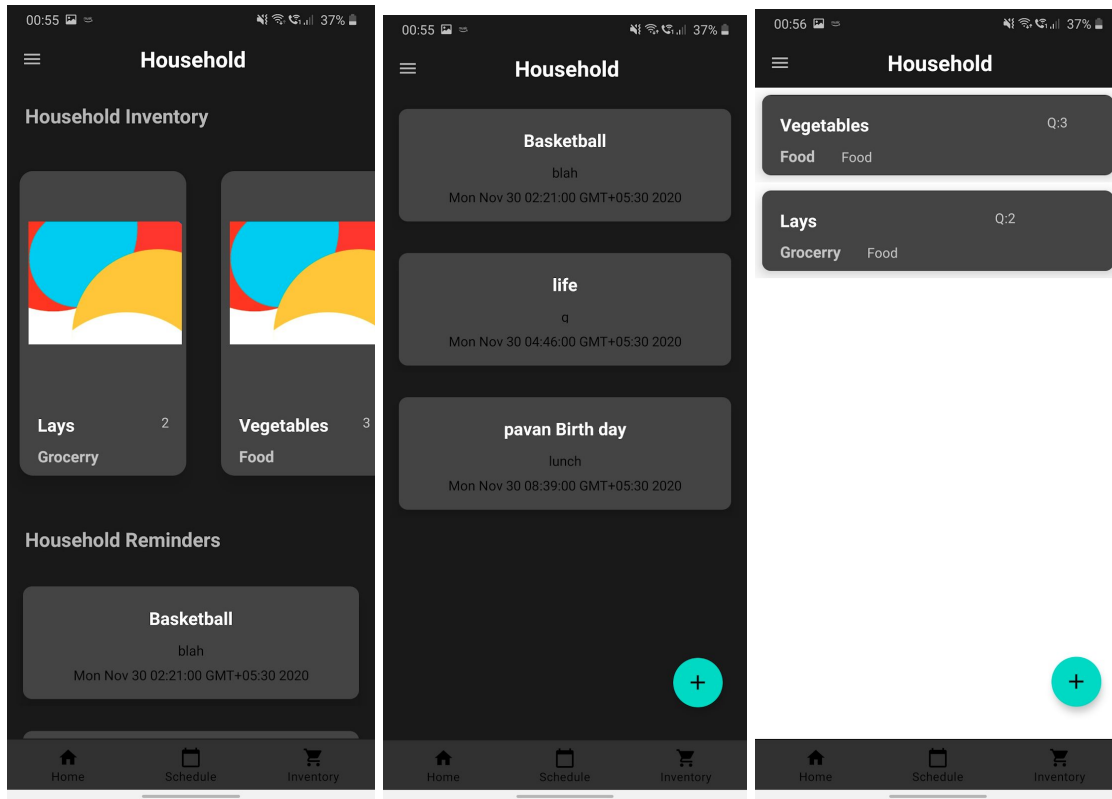 00:55 37%
Household
Household Inventory
Lays 2
Grocerry
Vegetables 3
Food
Household Reminders
Basketball
blah
Mon Nov 30 02:21:00 GMT+05:30 2020
Home Schedule Inventory
00:55 37%
Household
Basketball
blah
Mon Nov 30 02:21:00 GMT+05:30 2020
life
q
Mon Nov 30 04:46:00 GMT+05:30 2020
pavan Birth day
lunch
Mon Nov 30 08:39:00 GMT+05:30 2020
+
Home Schedule Inventory
00:56 37%
Household
Vegetables Q:3
Food Food
Lays Q:2
Grocerry Food
+
Home Schedule Inventory